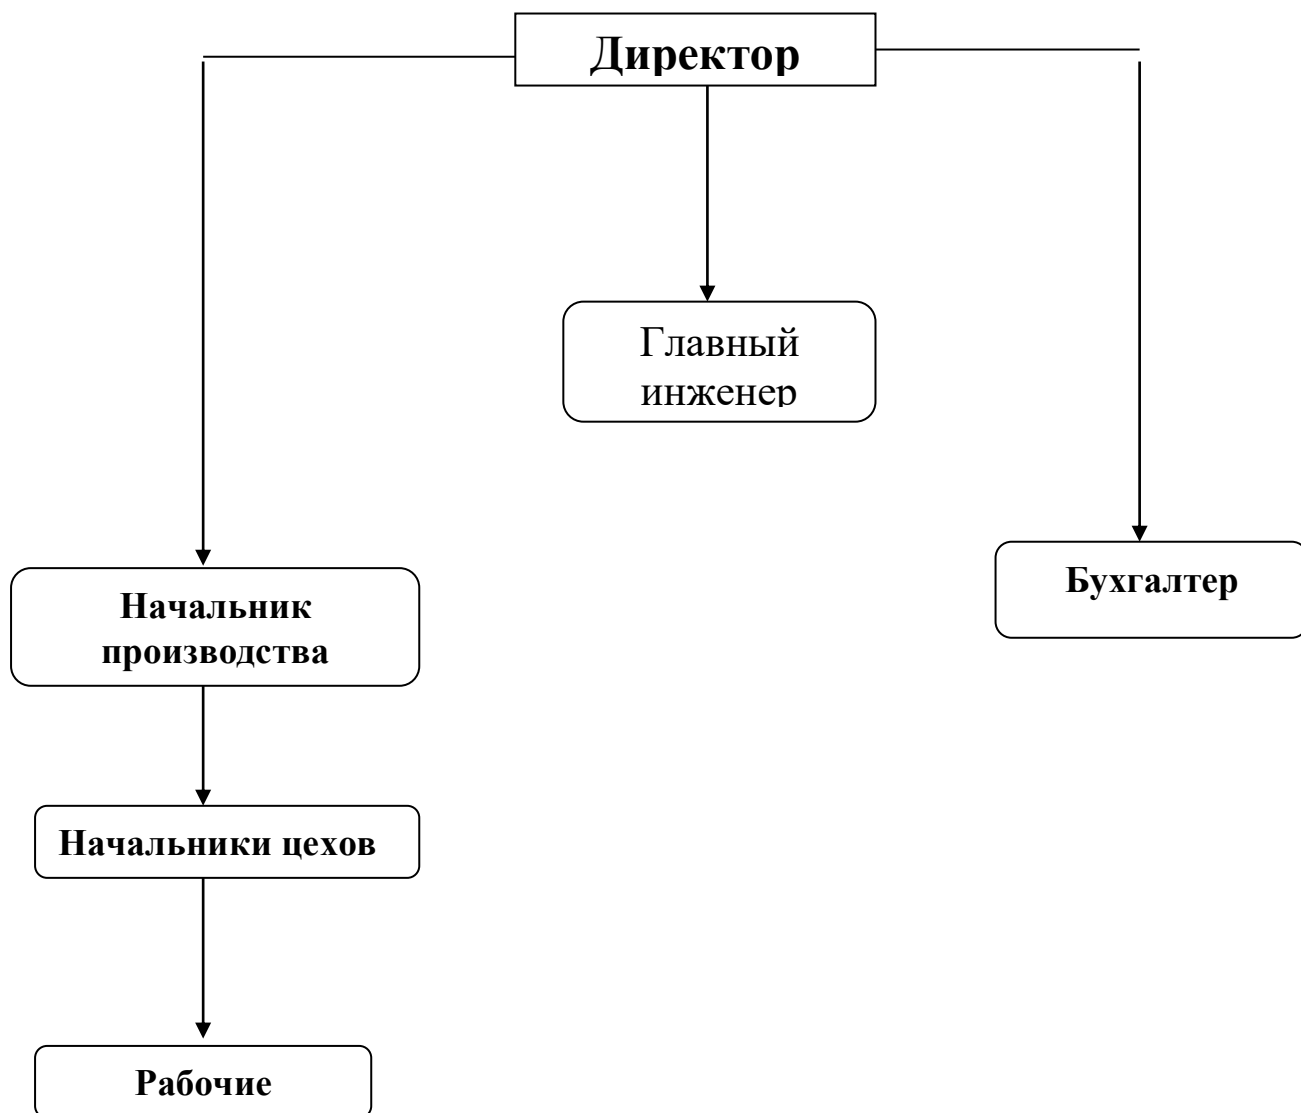 Директор
Главный
инженер
Бухгалтер
Начальник
производства
Начальники цехов
Рабочие